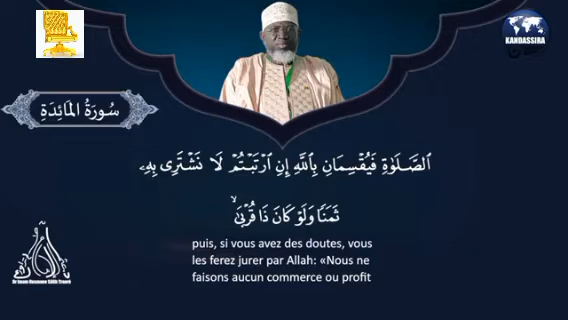 KANDASSIRA
سُورَةُ المَائِدَةِ
ٱلصَّلَوٰةِ فَيُقْسِمَانِ بِٱللَّهِ إِنِ ٱرْتَبْتُمْ لَا نَشْتَرِى بِهِۦ
ثَمَنًا وَلَوْ كَانَ ذَا قُرْبَىٰ ۙ
puis, si vous avez des doutes, vous
les ferez jurer par Allah: «Nous ne
faisons aucun commerce ou profit